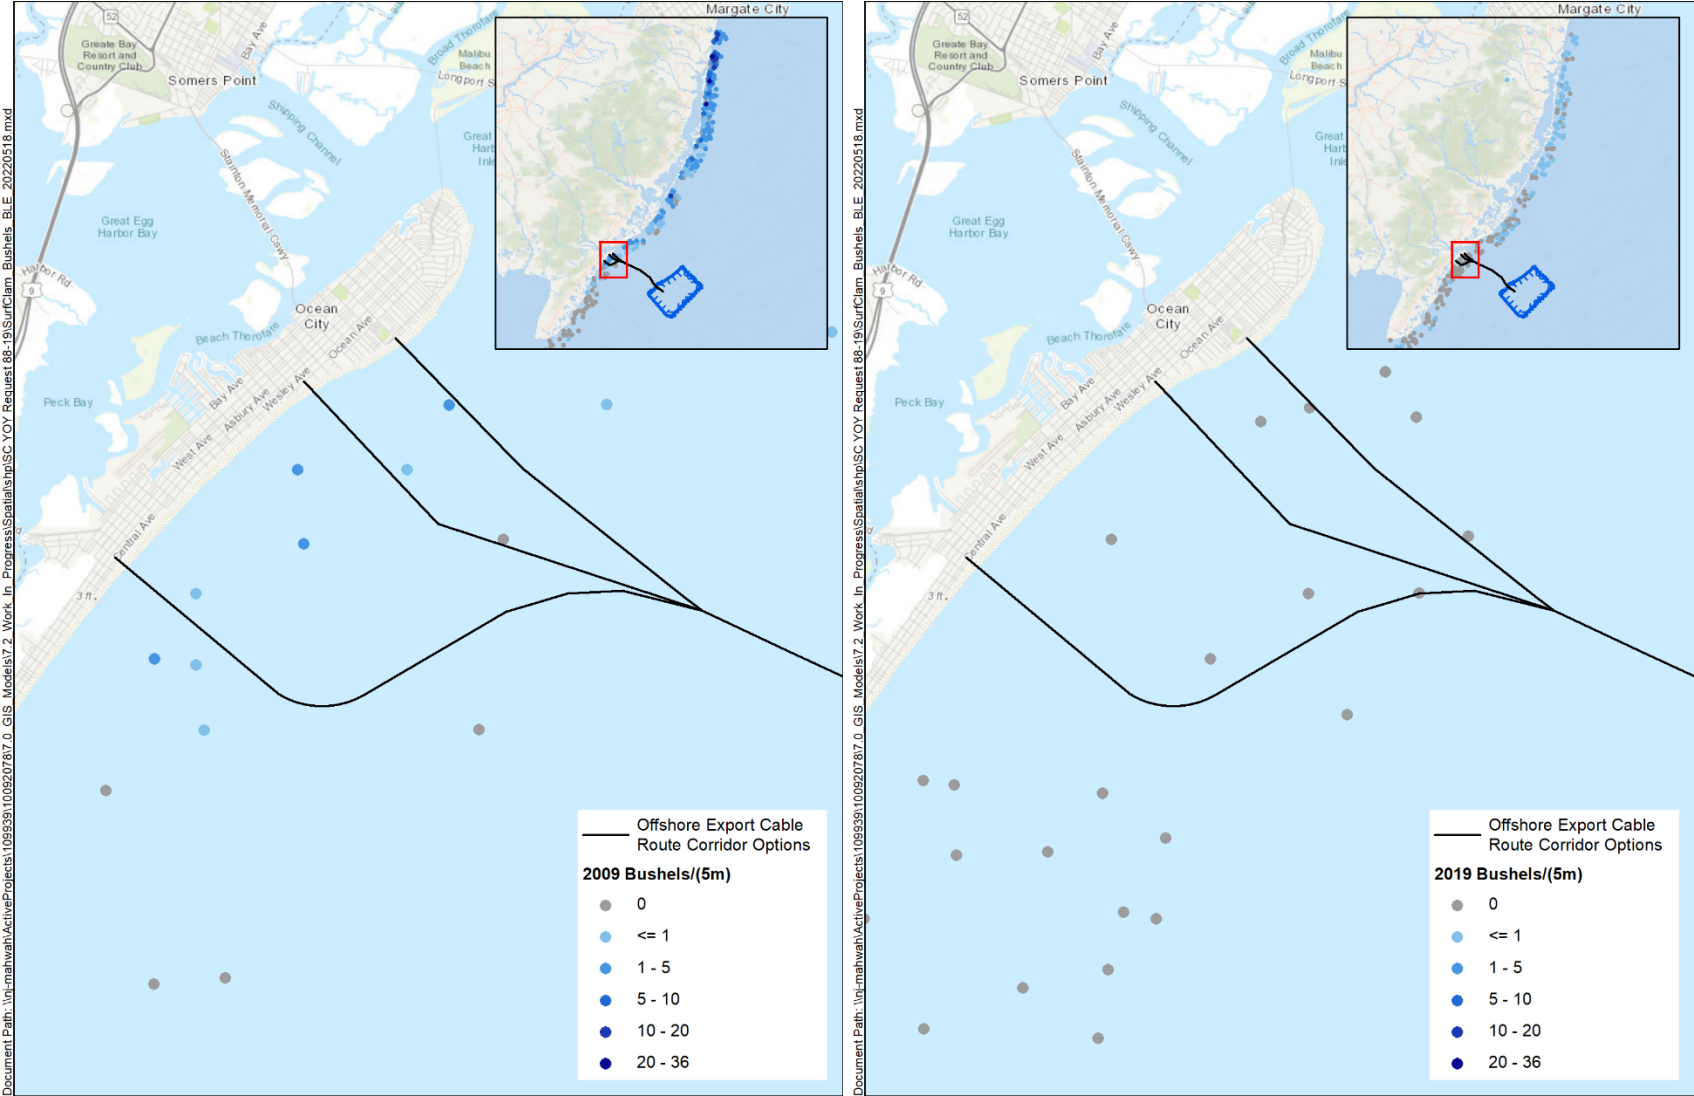 Document Path: \\nj-mahwah\ActiveProjects\109939\10092078\7.0_GIS_Models\7.2_Work_In_Progress\Spatial\shp\SC YOY Request 88-19\SurfClam_Bushels_BLE_20220518.mxd
52
Margate City
Greate Bay
Resort and
Country Club
Bay Ave
Broad Thorofare
Malibu
Beach
Longport S
Somers Point
Shipping Channel
Great
Harb
Inle
Stainton Memorial Cswy
Great Egg
Harbor Bay
Harbor Rd
9
Ocean
City
Ocean Ave
Beach Thorofare
Peck Bay
Bay Ave
Asbury Ave
Wesley Ave
West Ave
Central Ave
3 ft.
Offshore Export Cable
Route Corridor Options
2009 Bushels/(5m)
0
<= 1
1 - 5
5 - 10
10 - 20
20 - 36
Document Path: \\nj-mahwah\ActiveProjects\109939\10092078\7.0_GIS_Models\7.2_Work_In_Progress\Spatial\shp\SC YOY Request 88-19\SurfClam_Bushels_BLE_20220518.mxd
52
Margate City
Greate Bay
Resort and
Country Club
Bay Ave
Broad Thorofare
Malibu
Beach
Longport S
Somers Point
Shipping Channel
Great
Harb
Inle
Stainton Memorial Cswy
Great Egg
Harbor Bay
Harbor Rd
9
Ocean
City
Ocean Ave
Beach Thorofare
Peck Bay
Bay Ave
Asbury Ave
Wesley Ave
West Ave
Central Ave
3 ft.
Offshore Export Cable
Route Corridor Options
2019 Bushels/(5m)
0
<= 1
1 - 5
5 - 10
10 - 20
20 - 36